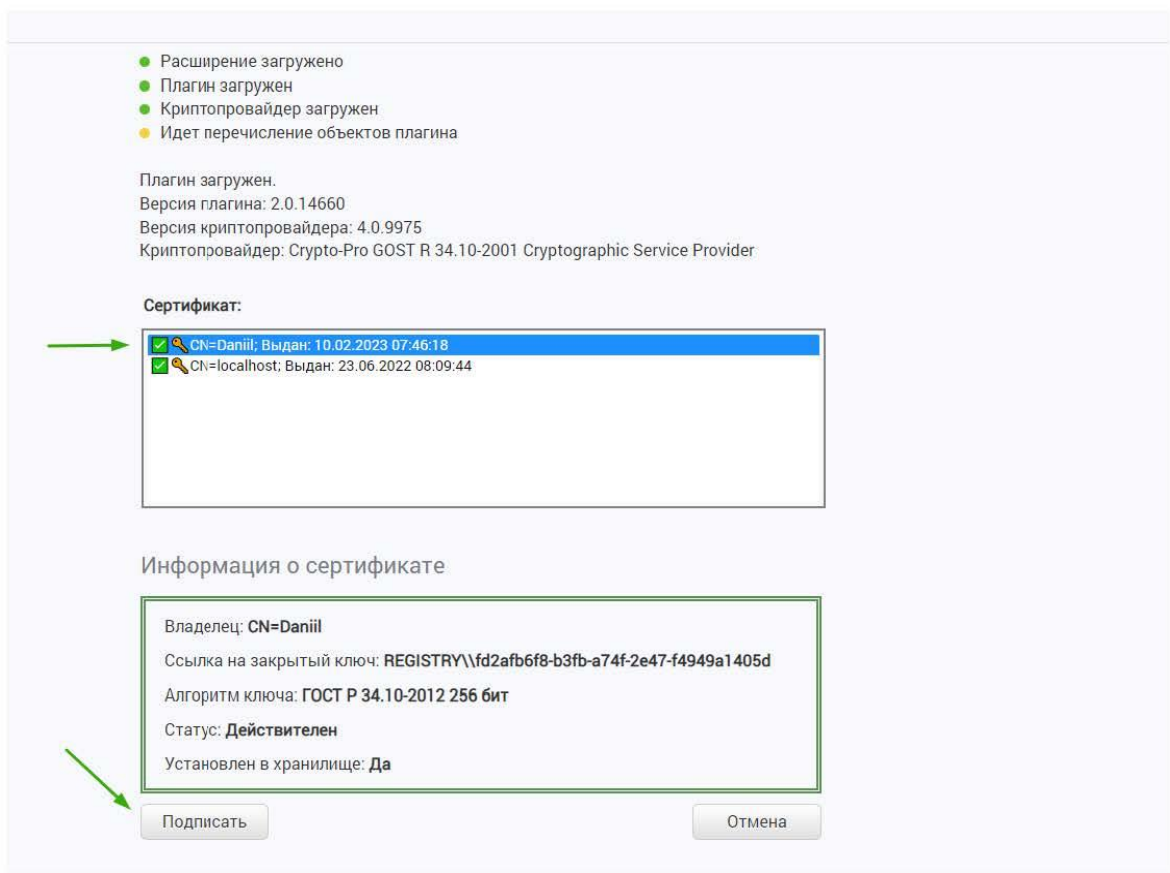 Расширение загружено
Плагин загружен
Криптопровайдер загружен
Идет перечисление объектов плагина
Плагин загружен.
Версия плагина: 2.0.14660
Версия криптопровайдера: 4.0.9975
Криптопровайдер: Crypto-Pro GOST R 34.10-2001 Cryptographic Service Provider
Сертификат:
CN=Daniil; Выдан: 10.02.2023 07:46:18
CN=localhost; Выдан: 23.06.2022 08:09:44
Информация о сертификате
Владелец: CN=Daniil
Ссылка на закрытый ключ: REGISTRY\\fd2afb6f8-b3fb-a74f-2e47-f4949a1405d
Алгоритм ключа: ГОСТ Р 34.10-2012 256 бит
Статус: Действителен
Установлен в хранилище: Да
Подписать Отмена